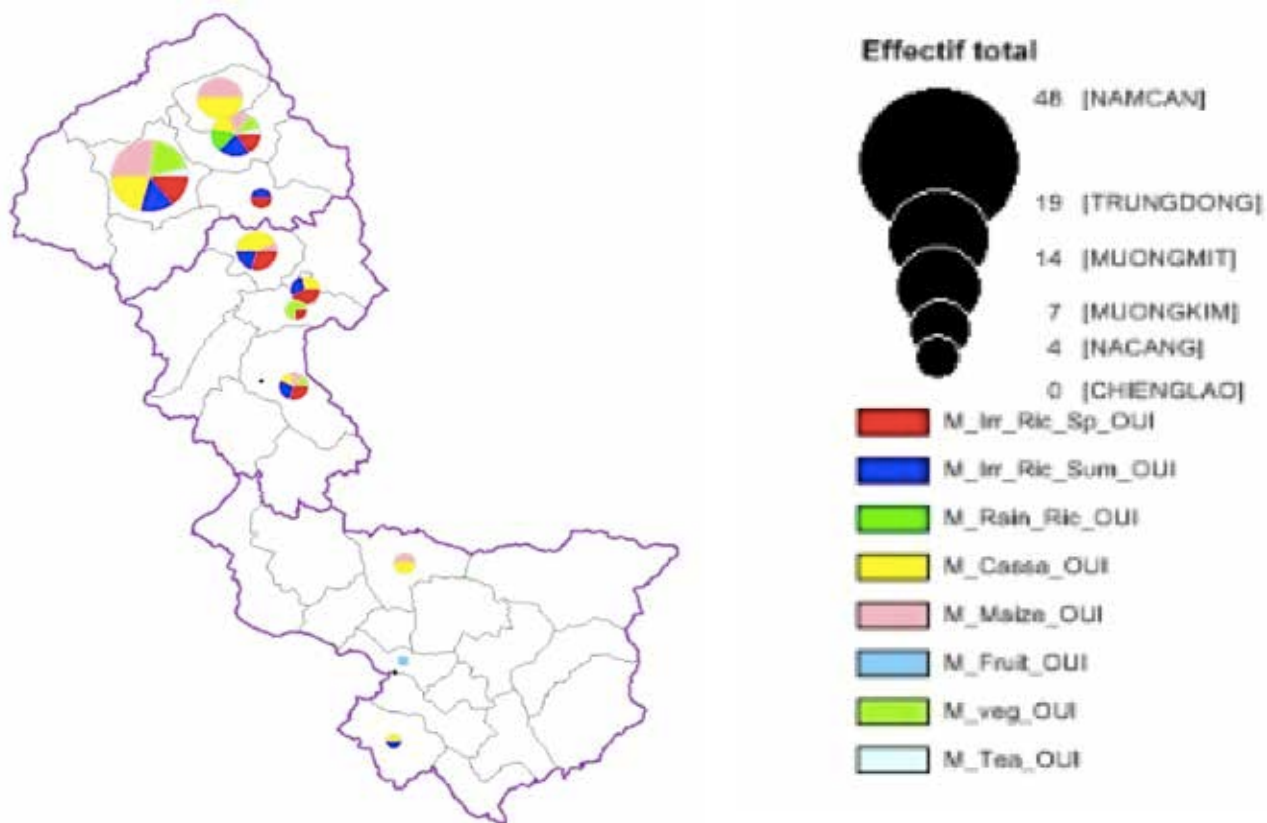 Effectif total
48 [NAMCAN]
19 [TRUNGDONG]
14 [MUONGMIT]
7 [MUONGKIM]
4 [NACANG]
0 [CHIENGLAO]
M_Irr_Ric_Sp_OUI
M_Irr_Ric_Sum_OUI
M_Rain_Ric_OUI
M_Cassa_OUI
M_Maize_OUI
M_Fruit_OUI
M_veg_OUI
M_Tea_OUI